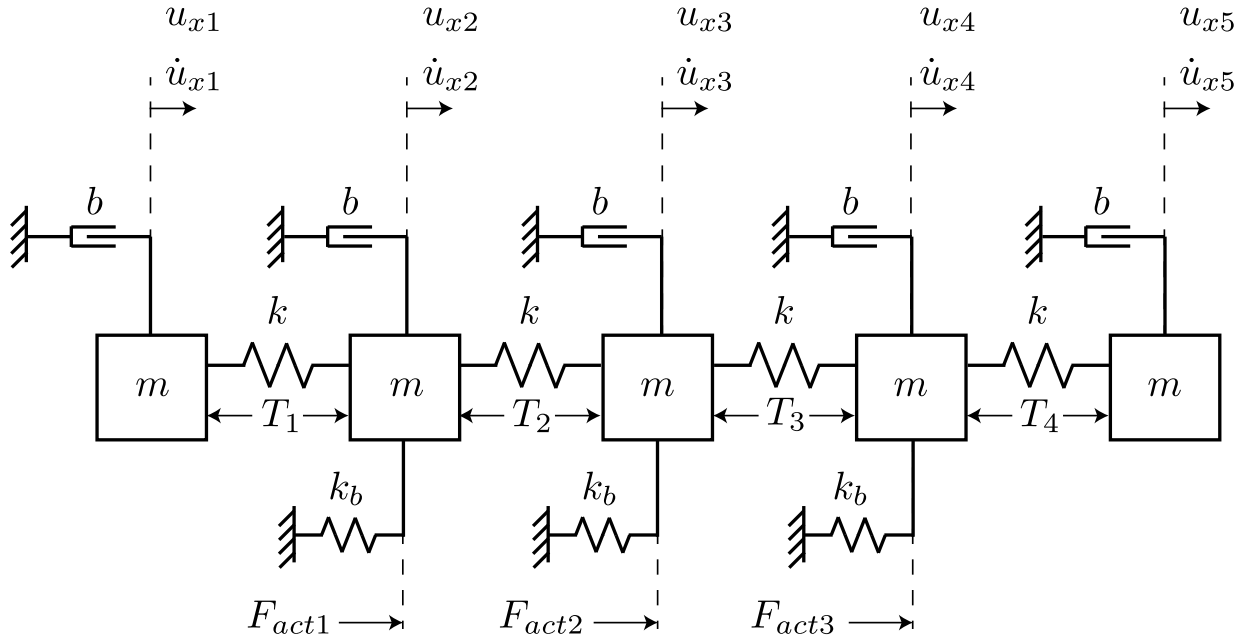 u_{x1} u_{x2} u_{x3} u_{x4} u_{x5}
\dot{u}_{x1} \dot{u}_{x2} \dot{u}_{x3} \dot{u}_{x4} \dot{u}_{x5}
b b b b b
k k k k
m m m m m
T_1 T_2 T_3 T_4
k_b k_b k_b
F_{act1} F_{act2} F_{act3}